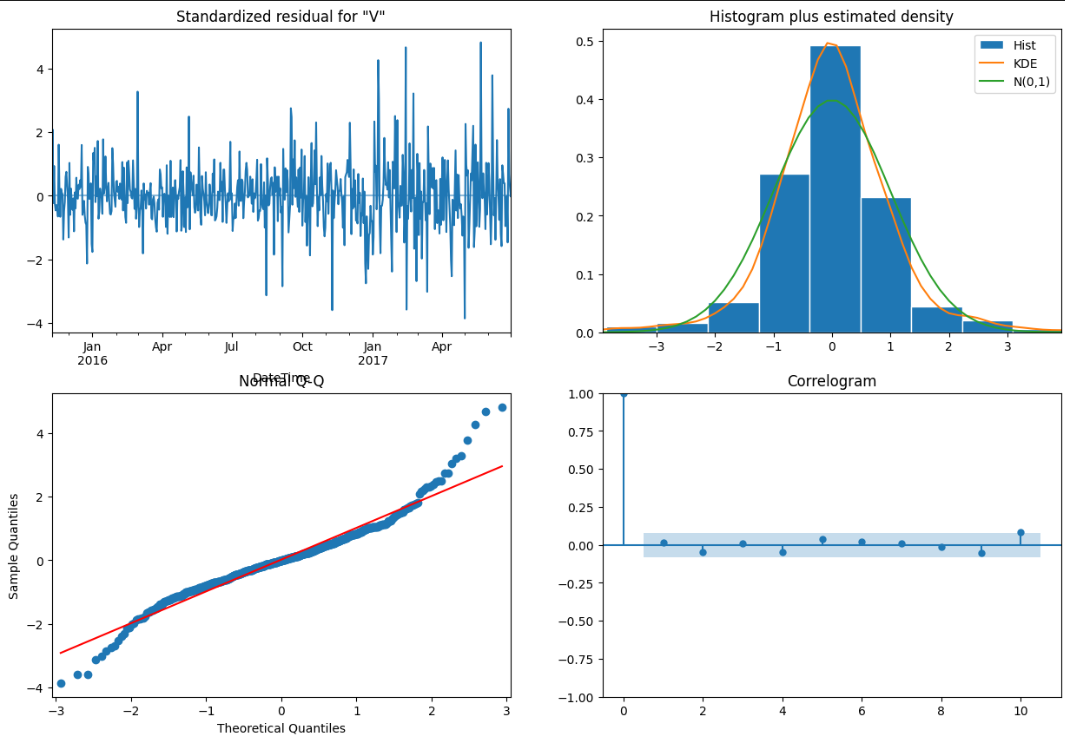 Standardized residual for "V"
4
2
0
−2
−4
Jan
2016
Apr
Jul
Oct
Jan
2017
Apr
DateTime
Histogram plus estimated density
0.5
0.4
0.3
0.2
0.1
0.0
−3
−2
−1
0
1
2
3
Hist
KDE
N(0,1)
Normal Q-Q
Sample Quantiles
4
2
0
−2
−4
−3
−2
−1
0
1
2
3
Theoretical Quantiles
Correlogram
1.00
0.75
0.50
0.25
0.00
−0.25
−0.50
−0.75
−1.00
0
2
4
6
8
10